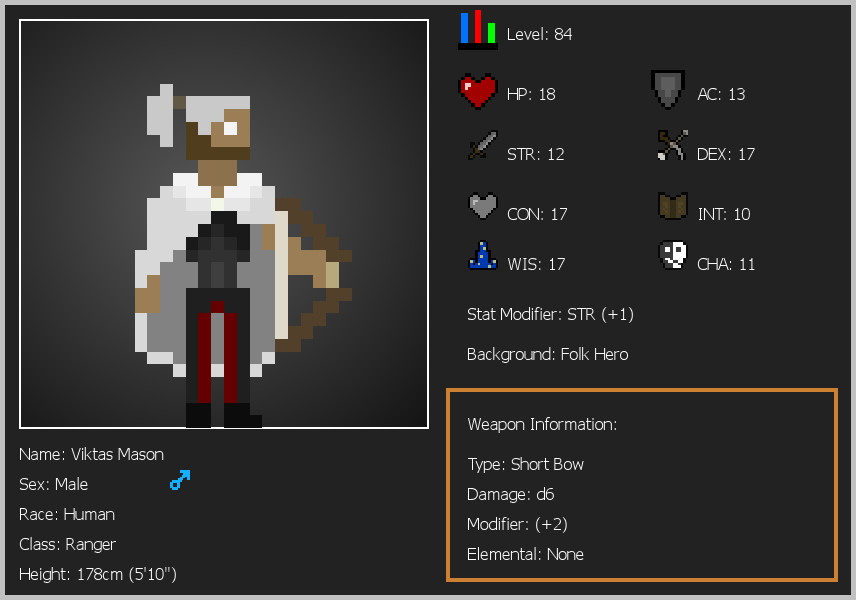 Level: 84
HP: 18
AC: 13
STR: 12
DEX: 17
CON: 17
INT: 10
WIS: 17
CHA: 11
Stat Modifier: STR (+1)
Background: Folk Hero
Weapon Information:
Type: Short Bow
Damage: d6
Modifier: (+2)
Elemental: None
Name: Viktas Mason
Sex: Male
Race: Human
Class: Ranger
Height: 178cm (5'10")